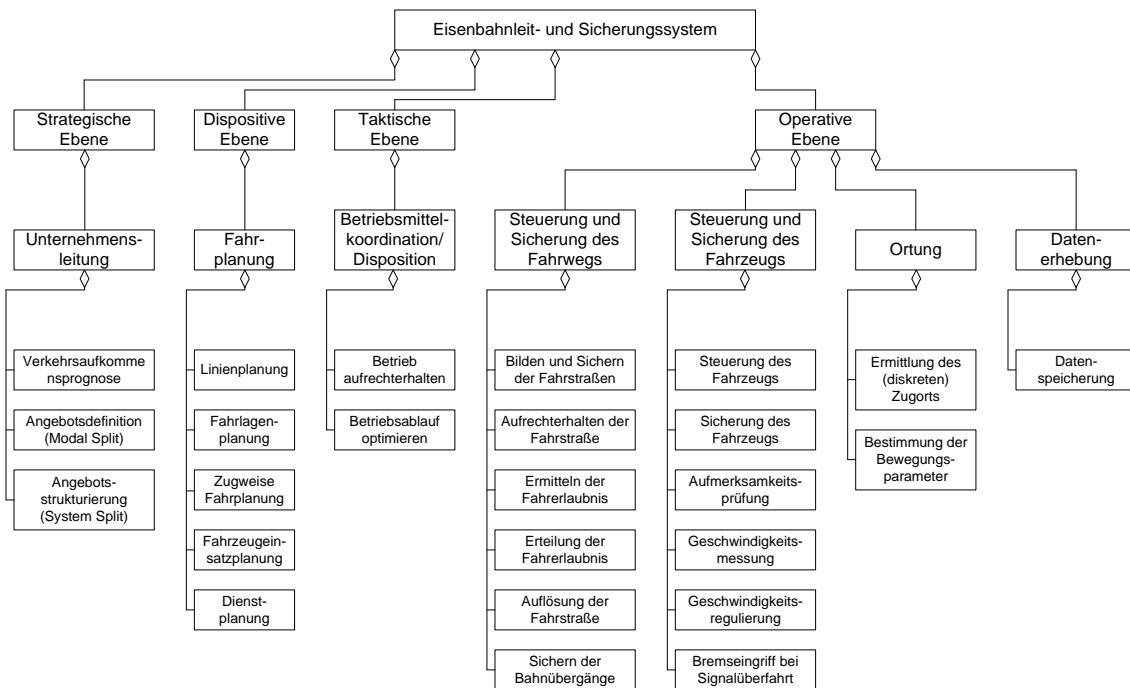 Eisenbahnleit- und Sicherungssystem
Strategische
Ebene
Dispositive
Ebene
Taktische
Ebene
Operative
Ebene
Unternehmens-
leitung
Fahr-
planung
Betriebsmittel-
koordination/
Disposition
Steuerung und
Sicherung des
Fahrwegs
Steuerung und
Sicherung des
Fahrzeugs
Ortung
Daten-
erhebung
Verkehrsaufkomme
nsprognose
Angebotsdefinition
(Modal Split)
Angebots-
strukturierung
(System Split)
Linienplanung
Fahrlagen-
planung
Zugweise
Fahrplanung
Fahrzeugein-
satzplanung
Dienst-
planung
Betrieb
aufrechterhalten
Betriebsablauf
optimieren
Bilden und Sichern
der Fahrstraßen
Aufrechterhalten der
Fahrstraße
Ermitteln der
Fahrerlaubnis
Erteilung der
Fahrerlaubnis
Auflösung der
Fahrstraße
Sichern der
Bahnübergänge
Steuerung des
Fahrzeugs
Sicherung des
Fahrzeugs
Aufmerksamkeits-
prüfung
Geschwindigkeits-
messung
Geschwindigkeits-
regulierung
Bremseingriff bei
Signalüberfahrt
Ermittlung des
(diskreten)
Zugorts
Bestimmung der
Bewegungs-
parameter
Daten-
speicherung